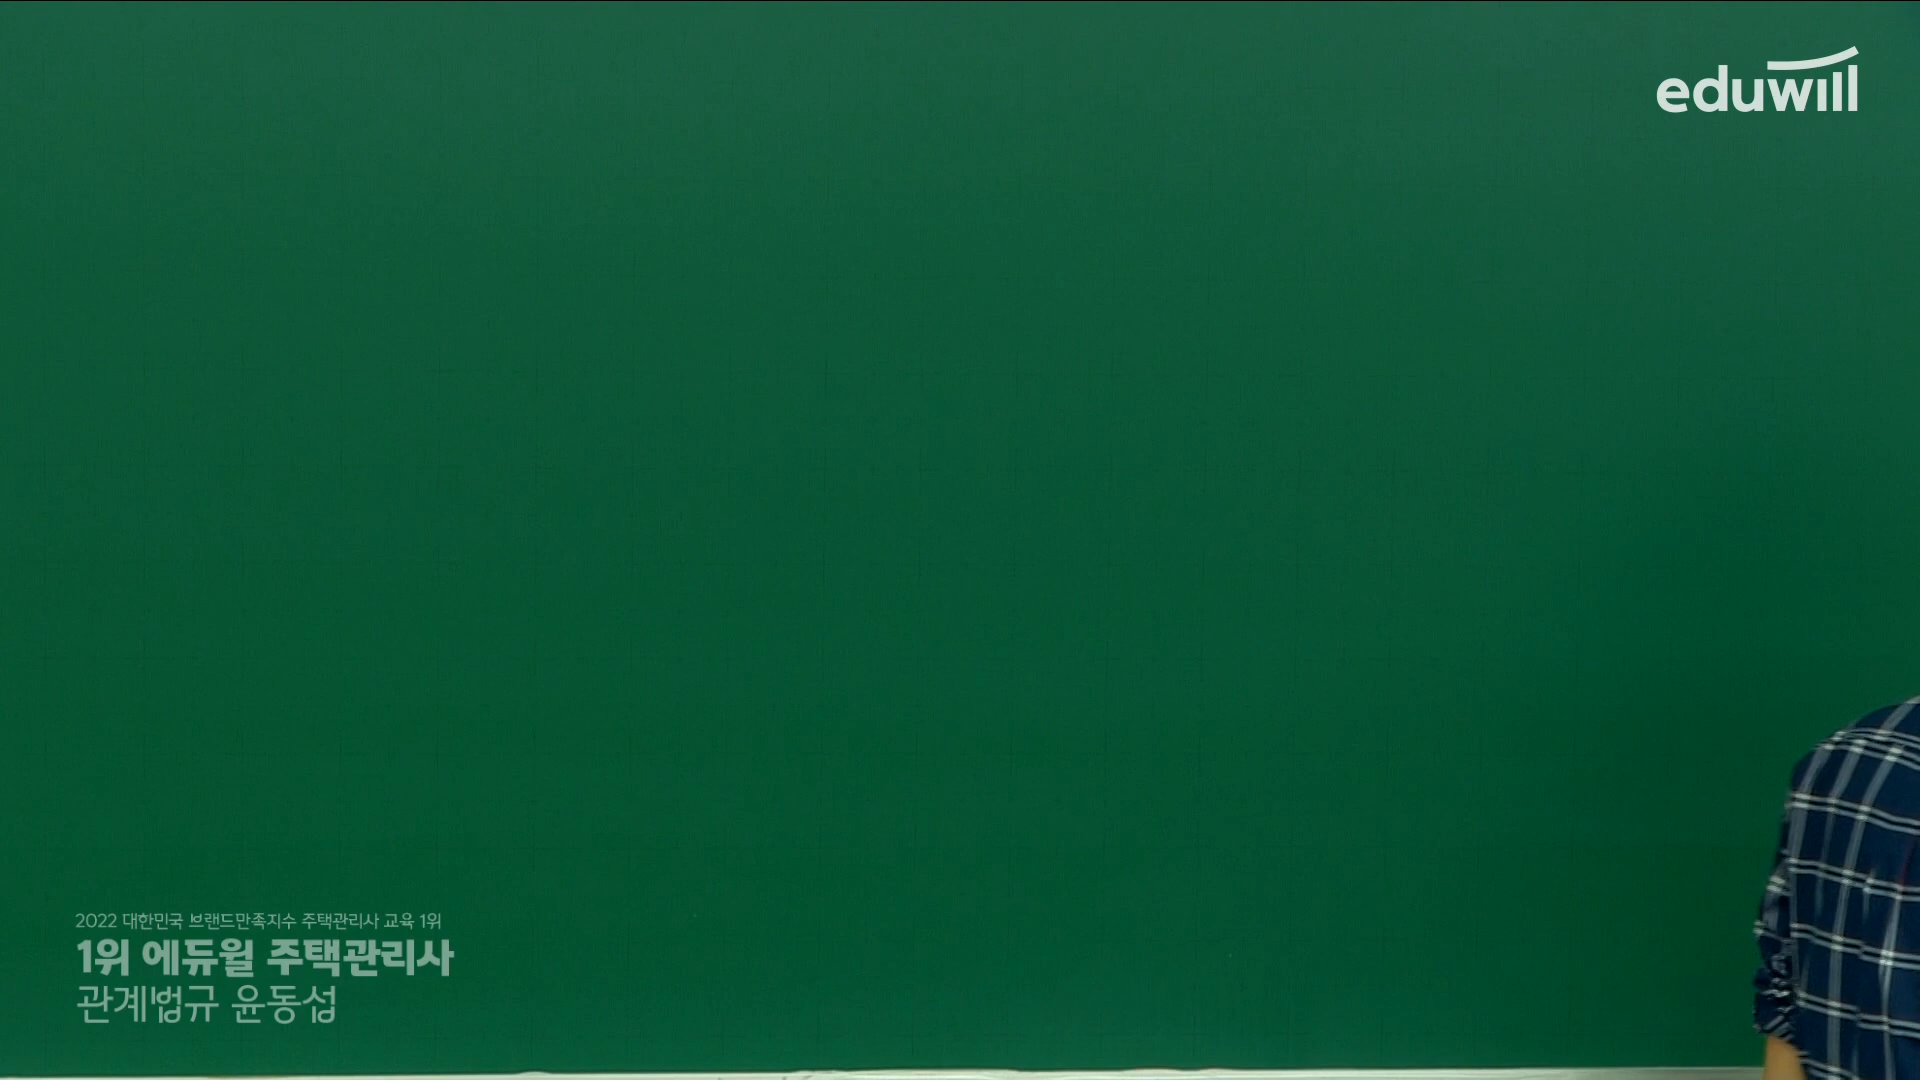 eduwill
2022 대한민국 브랜드만족지수 주택관리사 교육 1위
1위 에듀윌 주택관리사
관계법규 윤동섭